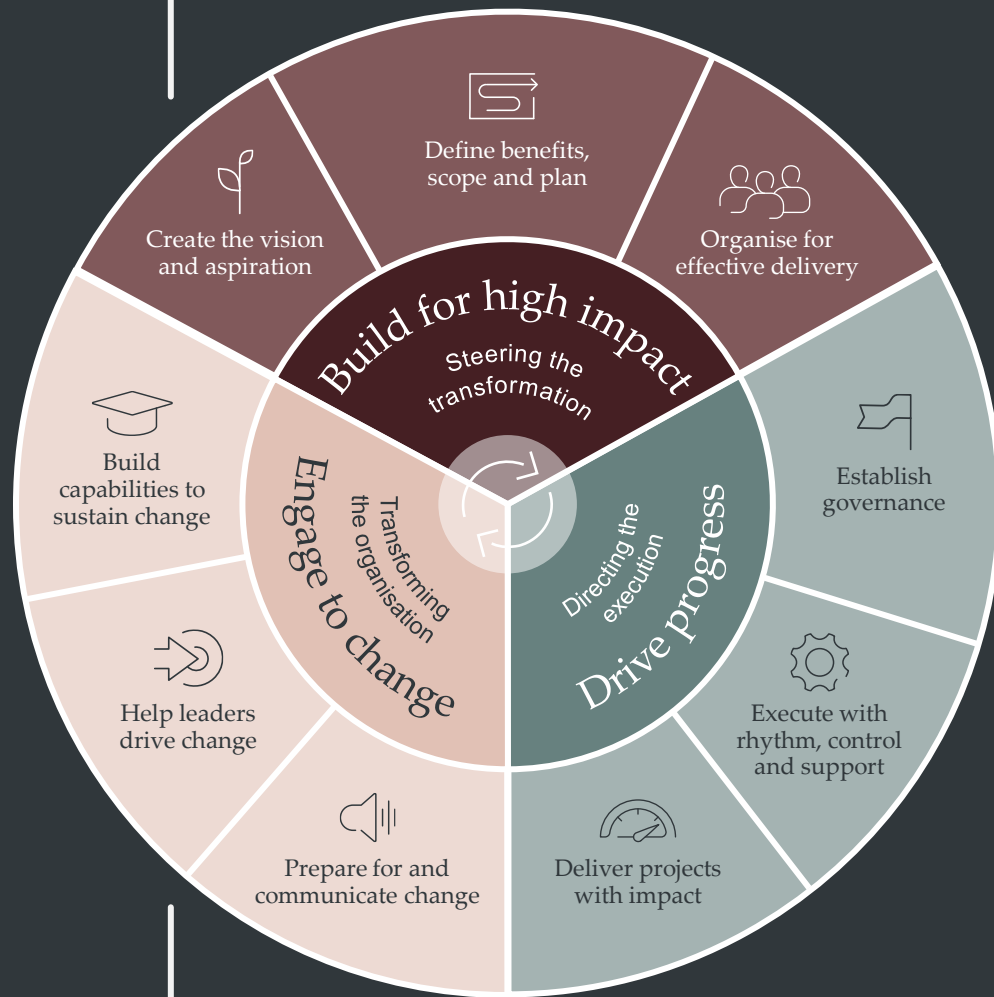 Define benefits,
scope and plan
Create the vision
and aspiration
Organise for
effective delivery
Build for high impact
Steering the
transformation
Establish
governance
Execute with
rhythm, control
and support
Deliver projects
with impact
Drive progress
Directing the
execution
Prepare for and
communicate change
Help leaders
drive change
Build
capabilities to
sustain change
Engage to change
Transforming
the organisation